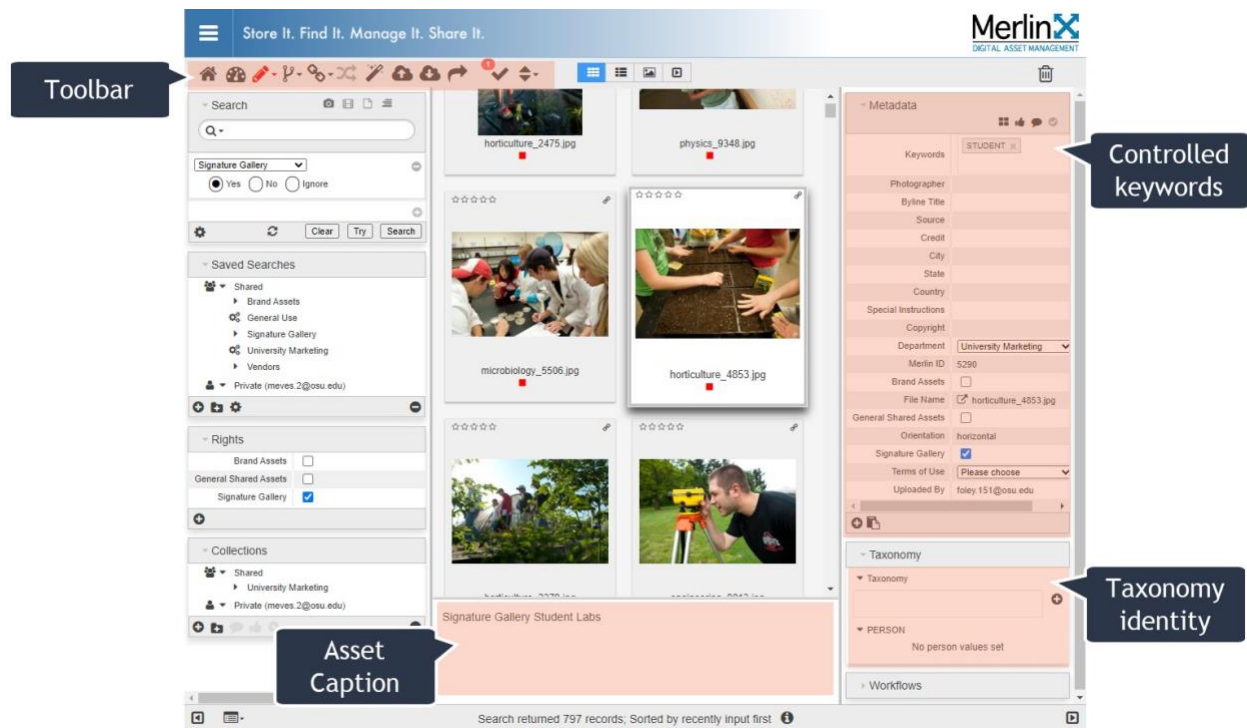 Store It. Find It. Manage It. Share It.
MerlinX
DIGITAL ASSET MANAGEMENT
Toolbar
1
Search
Signature Gallery
Yes No Ignore
Clear Try Search
Saved Searches
Shared
Brand Assets
General Use
Signature Gallery
University Marketing
Vendors
Private (meves.2@osu.edu)
Rights
Brand Assets
General Shared Assets
Signature Gallery
Collections
Shared
University Marketing
Private (meves.2@osu.edu)
horticulture_2475.jpg
physics_9348.jpg
microbiology_5506.jpg
horticulture_4853.jpg
Signature Gallery Student Labs
Asset
Caption
Metadata
Keywords STUDENT x
Photographer
Byline Title
Source
Credit
City
State
Country
Special Instructions
Copyright
Department University Marketing
Merlin ID 5290
Brand Assets
File Name horticulture_4853.jpg
General Shared Assets
Orientation horizontal
Signature Gallery
Terms of Use Please choose
Uploaded By foley.151@osu.edu
Controlled
keywords
Taxonomy
Taxonomy
PERSON
No person values set
Taxonomy
identity
Workflows
Search returned 797 records; Sorted by recently input first